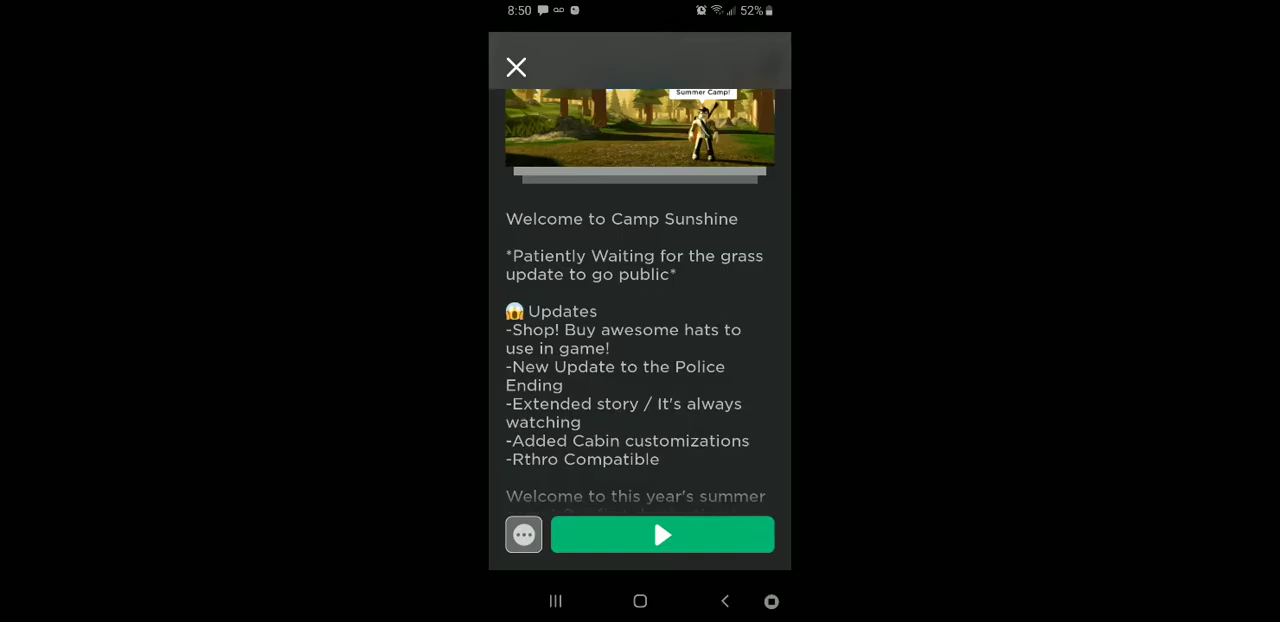 8:50
52%
Summer Camp!
Welcome to Camp Sunshine
*Patiently Waiting for the grass
update to go public*
😱 Updates
-Shop! Buy awesome hats to
use in game!
-New Update to the Police
Ending
-Extended story / It's always
watching
-Added Cabin customizations
-Rthro Compatible
Welcome to this year's summer